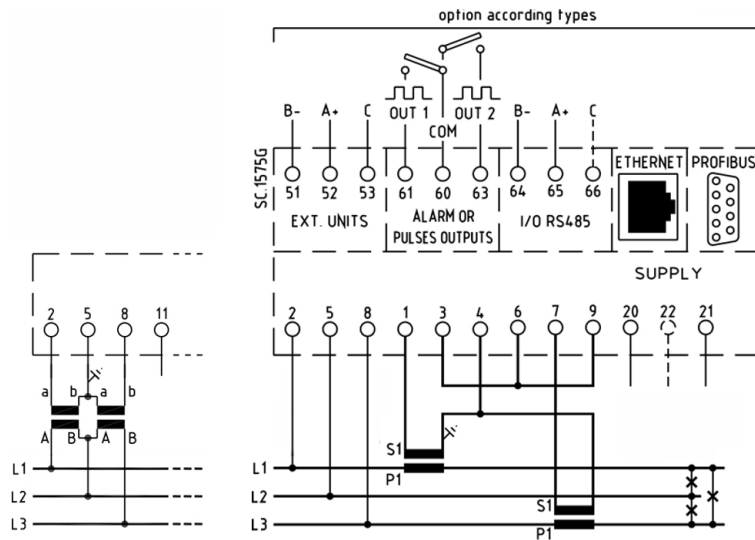 option according types
OUT 1 OUT 2
B- A+ C COM B- A+ C
SC.1575G
ETHERNET PROFIBUS
51 52 53 61 60 63 64 65 66
EXT. UNITS
ALARM OR
PULSES OUTPUTS
I/O RS485
SUPPLY
2 5 8 11
2 5 8 1 3 4 6 7 9 20 22 21
a b a b
A B A B
S1
P1
S1
P1
L1
L2
L3
L1
L2
L3